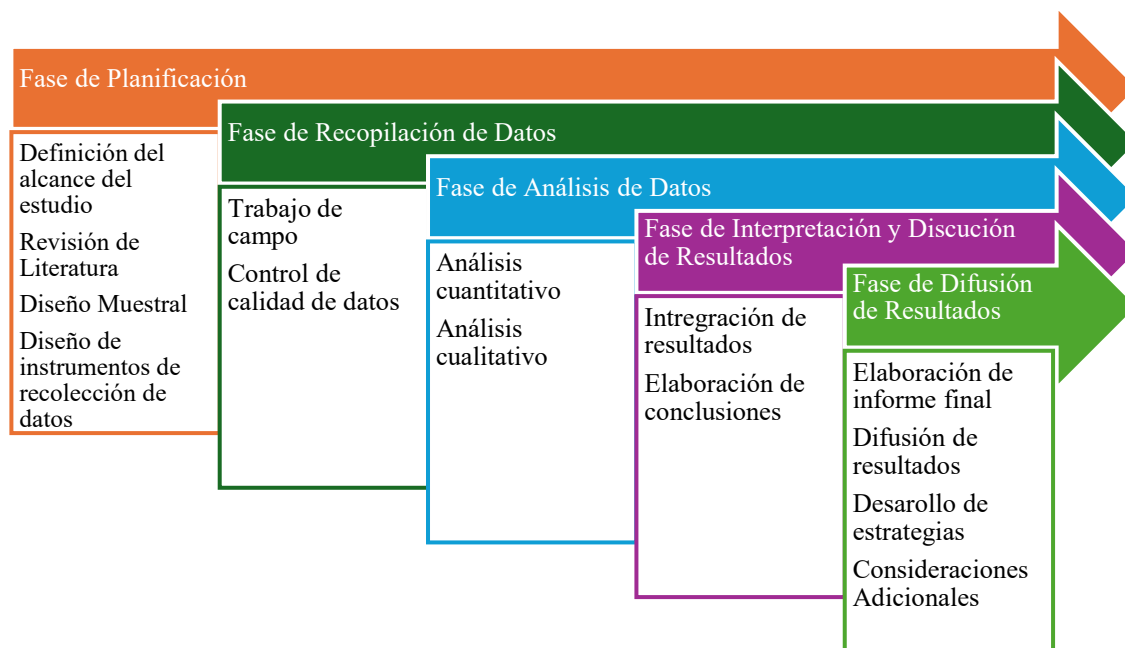 Fase de Planificación
Definición del
alcance del
estudio
Revisión de
Literatura
Diseño Muestral
Diseño de
instrumentos de
recolección de
datos
Fase de Recopilación de Datos
Trabajo de
campo
Control de
calidad de datos
Fase de Análisis de Datos
Análisis
cuantitativo
Análisis
cualitativo
Fase de Interpretación y Discución
de Resultados
Intregración de
resultados
Elaboración de
conclusiones
Fase de Difusión
de Resultados
Elaboración de
informe final
Difusión de
resultados
Desarollo de
estrategias
Consideraciones
Adicionales